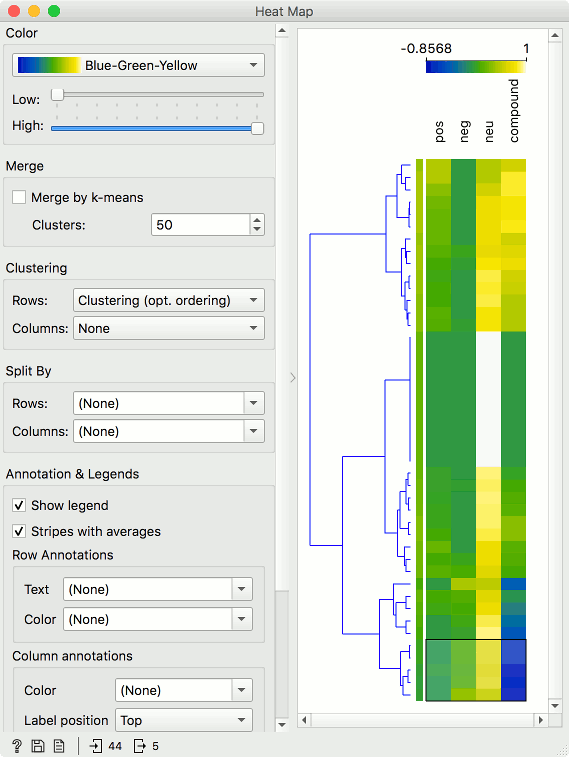 Heat Map
Color
Blue-Green-Yellow
Low:
High:
Merge
Merge by k-means
Clusters: 50
Clustering
Rows: Clustering (opt. ordering)
Columns: None
Split By
Rows: (None)
Columns: (None)
Annotation & Legends
Show legend
Stripes with averages
Row Annotations
Text (None)
Color (None)
Column annotations
Color (None)
Label position Top
? 44 5
-0.8568 1
pos neg neu compound